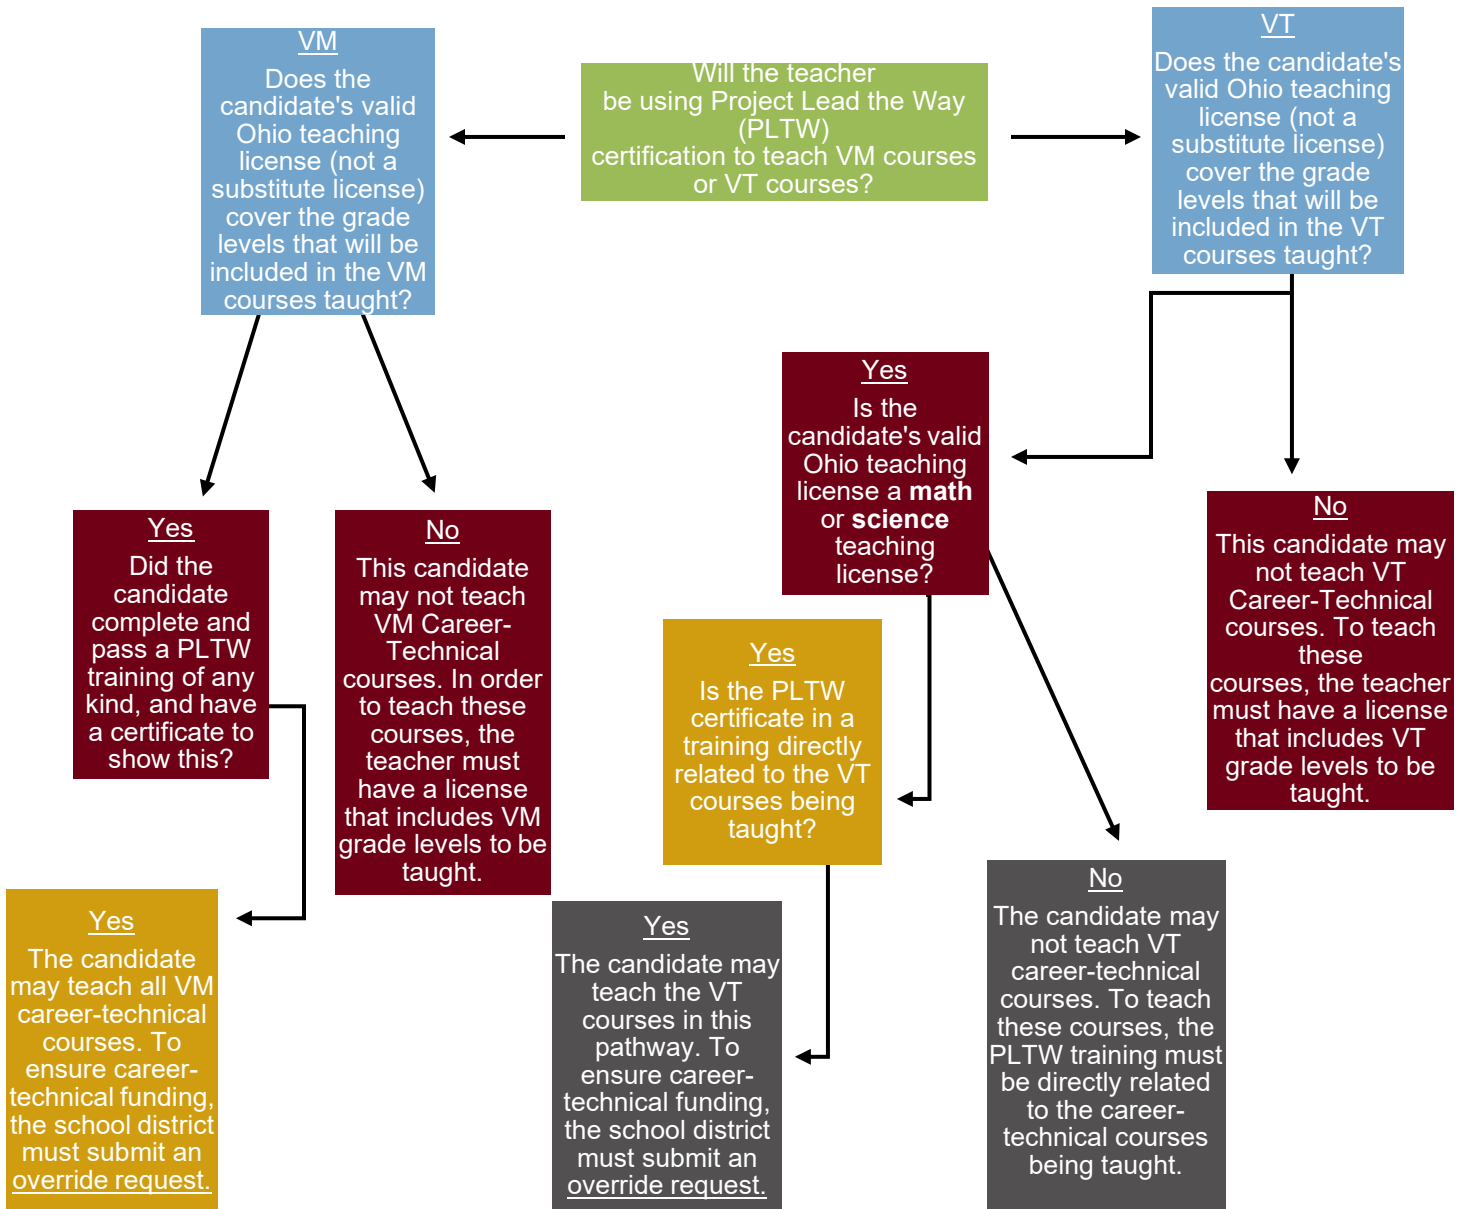 VM
Does the
candidate's valid
Ohio teaching
license (not a
substitute license)
cover the grade
levels that will be
included in the VM
courses taught?
Will the teacher
be using Project Lead the Way
(PLTW)
certification to teach VM courses
or VT courses?
VT
Does the candidate's
valid Ohio teaching
license (not a
substitute license)
cover the grade
levels that will be
included in the VT
courses taught?
Yes
Did the
candidate
complete and
pass a PLTW
training of any
kind, and have
a certificate to
show this?
No
This candidate
may not teach
VM Career-
Technical
courses. In order
to teach these
courses, the
teacher must
have a license
that includes VM
grade levels to be
taught.
Yes
Is the
candidate's valid
Ohio teaching
license a math
or science
teaching
license?
No
This candidate may
not teach VT
Career-Technical
courses. To teach
these
courses, the teacher
must have a license
that includes VT
grade levels to be
taught.
Yes
Is the PLTW
certificate in a
training directly
related to the VT
courses being
taught?
Yes
The candidate
may teach all VM
career-technical
courses. To
ensure career-
technical funding,
the school district
must submit an
override request.
Yes
The candidate may
teach the VT
courses in this
pathway. To
ensure career-
technical funding,
the school district
must submit an
override request.
No
The candidate may
not teach VT
career-technical
courses. To teach
these courses, the
PLTW training must
be directly related
to the career-
technical courses
being taught.